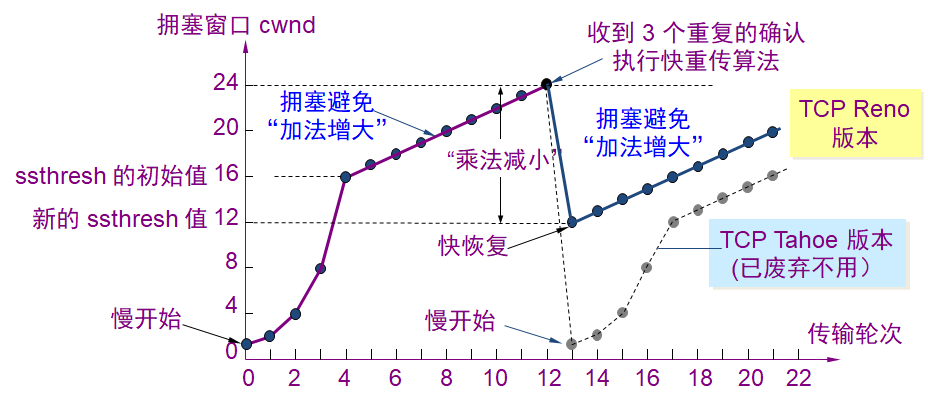 拥塞窗口 cwnd
收到 3 个重复的确认
执行快重传算法
24
20
ssthresh 的初始值 16
新的 ssthresh 值 12
8
4
0
拥塞避免
“加法增大”
“乘法减小”
拥塞避免
“加法增大”
TCP Reno
版本
TCP Tahoe 版本
(已废弃不用）
快恢复
慢开始
慢开始
传输轮次
0 2 4 6 8 10 12 14 16 18 20 21 22